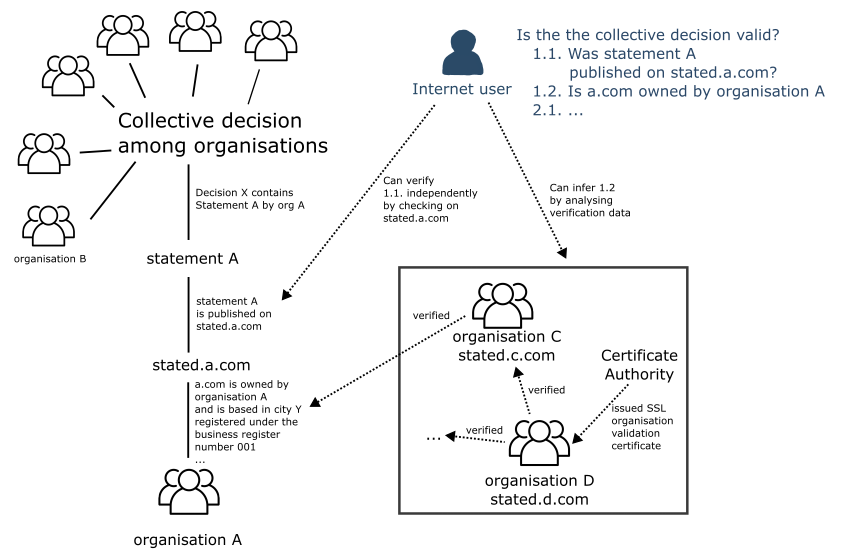 Is the the collective decision valid?
1.1. Was statement A
published on stated.a.com?
1.2. Is a.com owned by organisation A
2.1. ...
Internet user
Collective decision
among organisations
Decision X contains
Statement A by org A
organisation B
statement A
statement A
is published on
stated.a.com
stated.a.com
a.com is owned by
organisation A
and is based in city Y
registered under the
business register
number 001
...
organisation A
Can verify
1.1. independently
by checking on
stated.a.com
Can infer 1.2
by analysing
verification data
verified
organisation C
stated.c.com
Certificate
Authority
verified
issued SSL
organisation
validation
certificate
verified
...
organisation D
stated.d.com